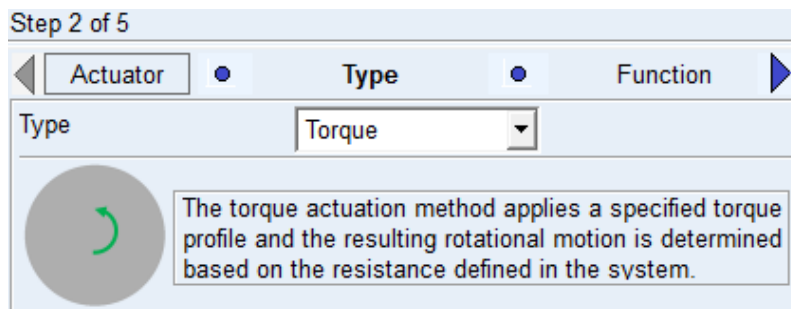 Step 2 of 5
Actuator Type Function
Type Torque
The torque actuation method applies a specified torque
profile and the resulting rotational motion is determined
based on the resistance defined in the system.